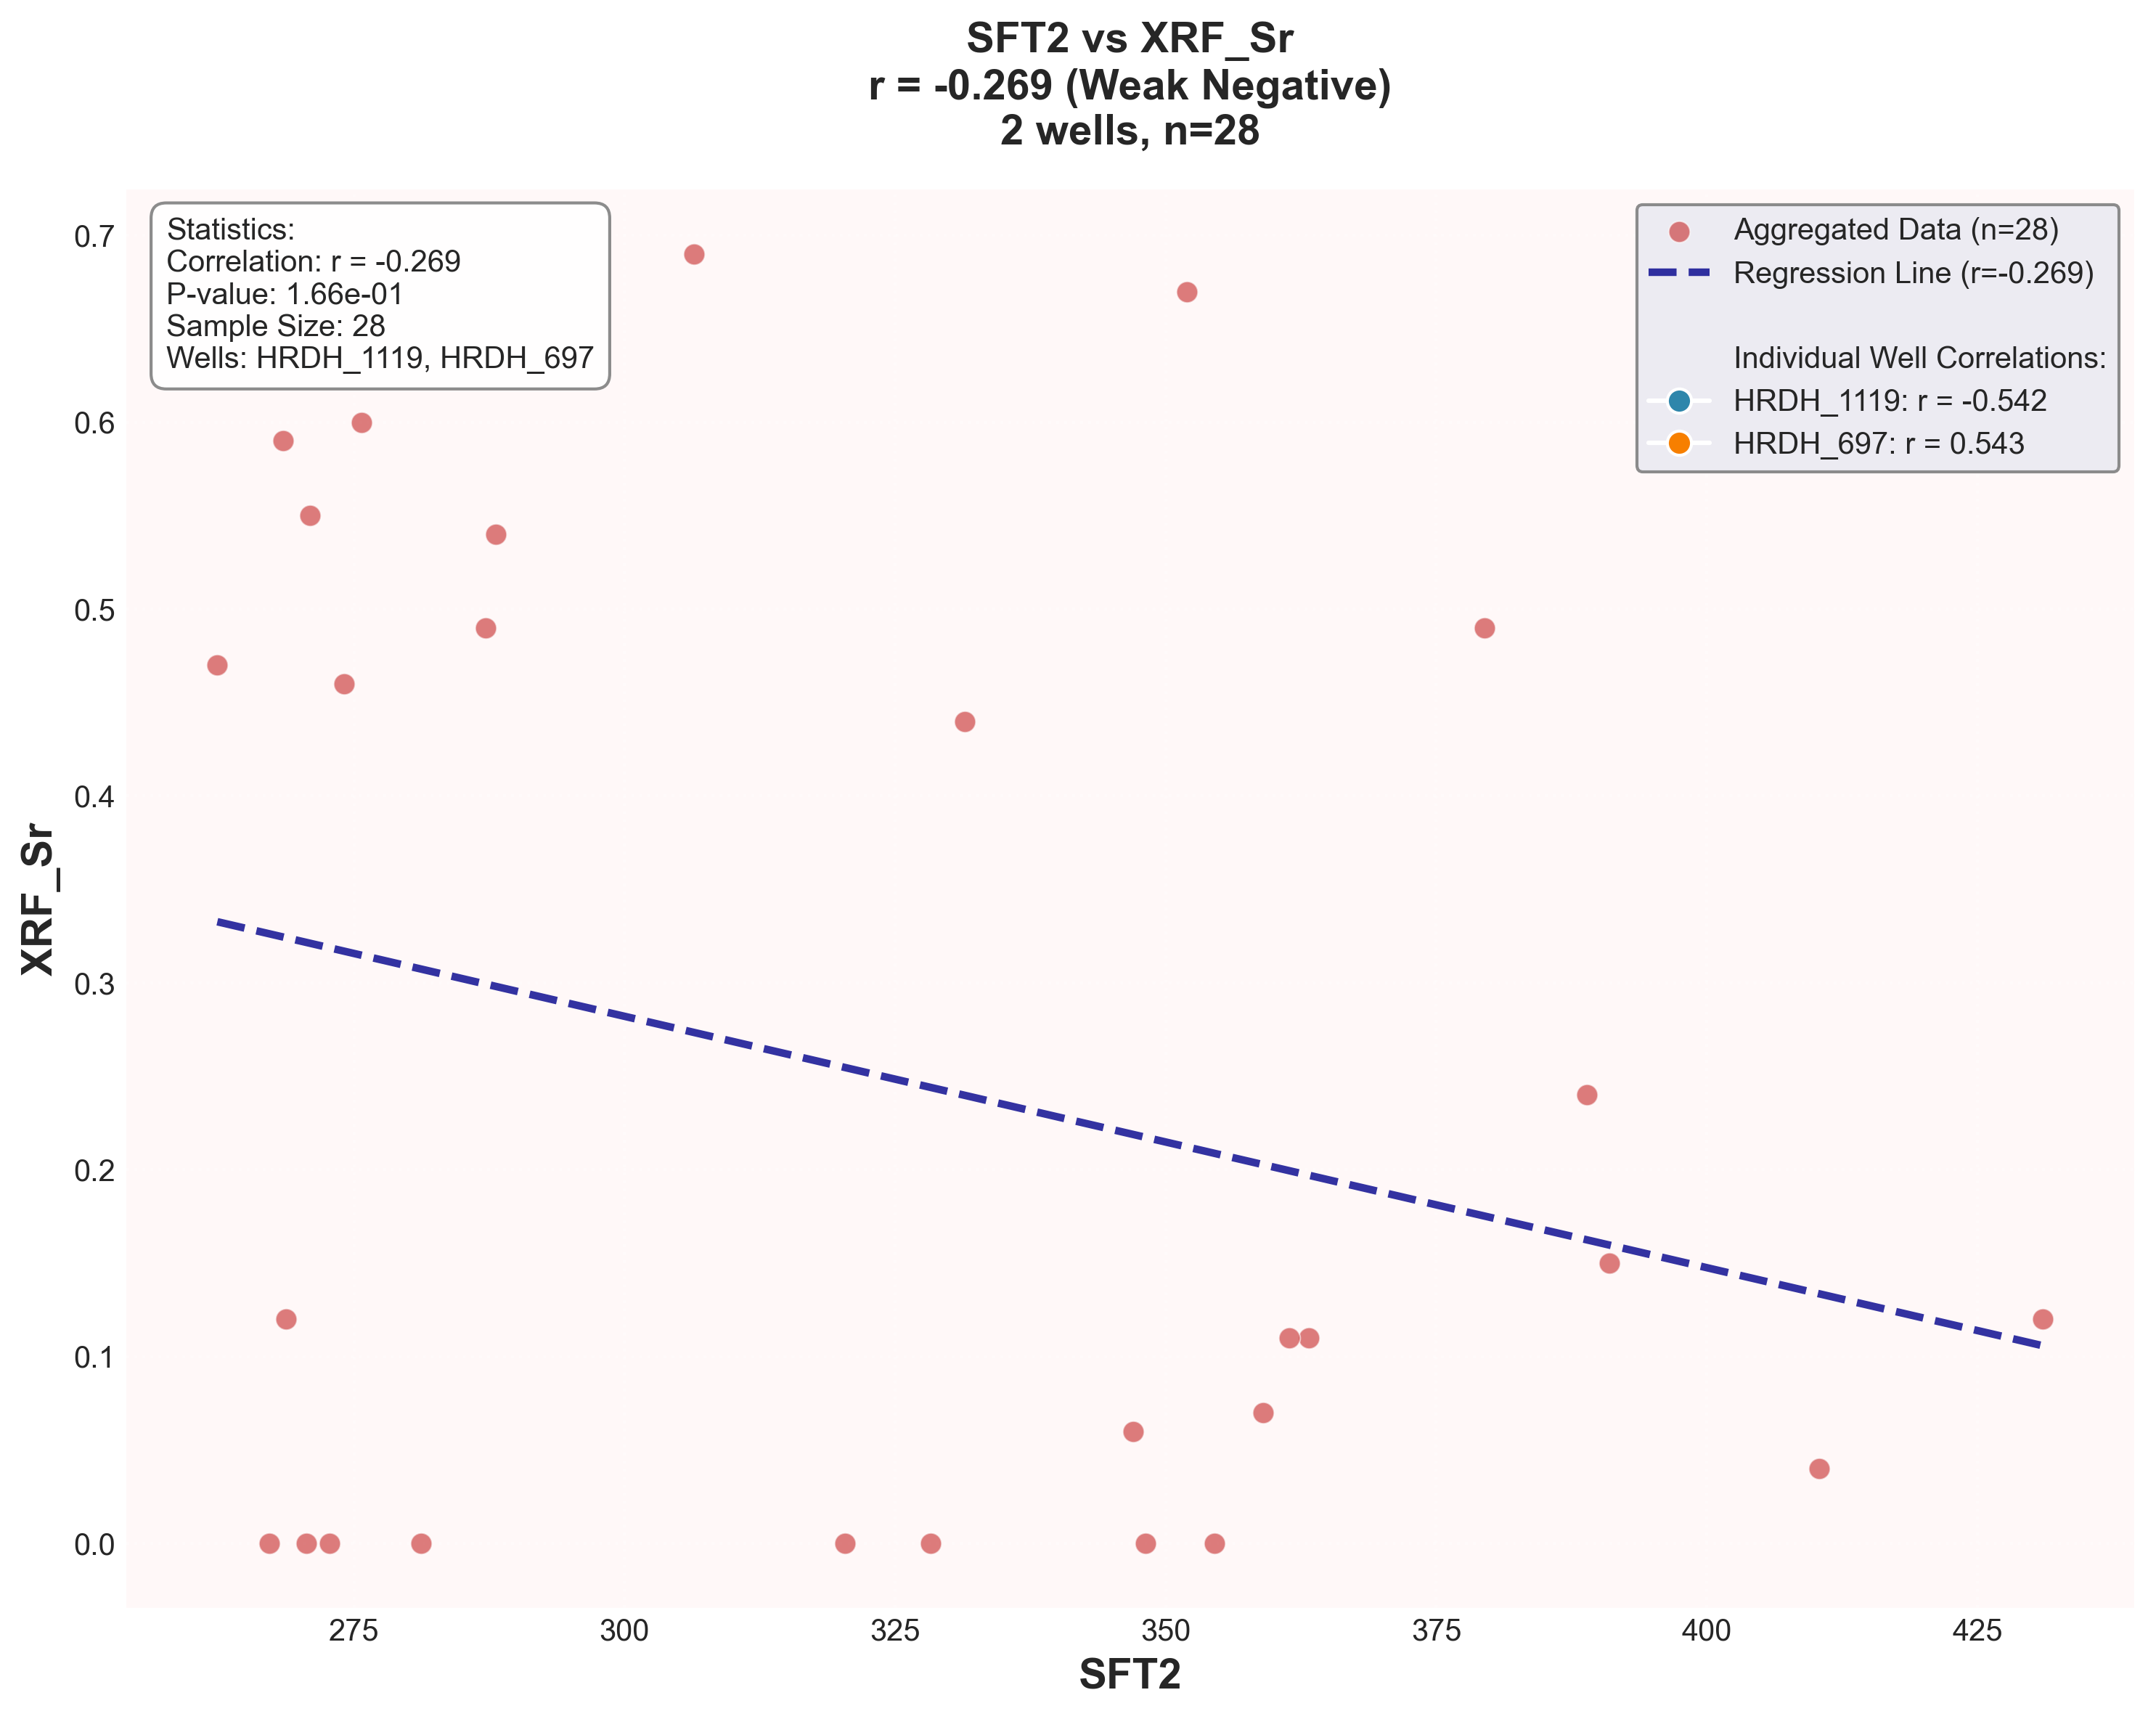 SFT2 vs XRF_Sr
r = -0.269 (Weak Negative)
2 wells, n=28
Statistics:
Correlation: r = -0.269
P-value: 1.66e-01
Sample Size: 28
Wells: HRDH_1119, HRDH_697
Aggregated Data (n=28)
Regression Line (r=-0.269)
Individual Well Correlations:
HRDH_1119: r = -0.542
HRDH_697: r = 0.543
XRF_Sr
0.7
0.6
0.5
0.4
0.3
0.2
0.1
0.0
275 300 325 350 375 400 425
SFT2